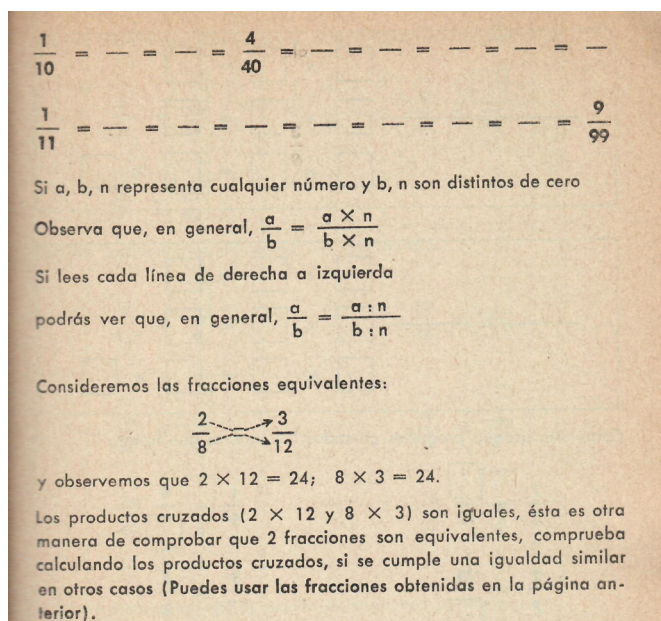 1/10 = — = — = 4/40 = — = — = — = — = — = —
1/11 = — = — = — = — = — = — = — = 9/99
Si a, b, n representa cualquier número y b, n son distintos de cero
Observa que, en general, a/b = a × n / b × n
Si lees cada línea de derecha a izquierda
podrás ver que, en general, a/b = a : n / b : n
Consideremos las fracciones equivalentes:
2/8 3/12
y observemos que 2 × 12 = 24; 8 × 3 = 24.
Los productos cruzados (2 × 12 y 8 × 3) son iguales, ésta es otra
manera de comprobar que 2 fracciones son equivalentes, comprueba
calculando los productos cruzados, si se cumple una igualdad similar
en otros casos (Puedes usar las fracciones obtenidas en la página an-
terior).